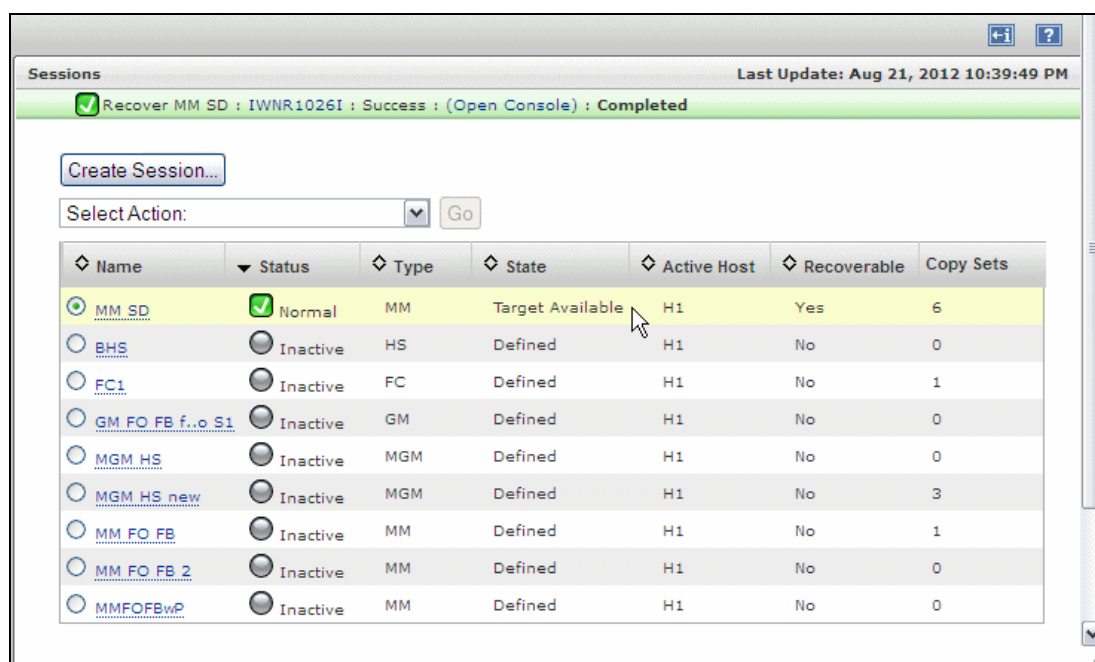 ?
Sessions Last Update: Aug 21, 2012 10:39:49 PM
Recover MM SD : IWNR1026I : Success : (Open Console) : Completed
Create Session...
Select Action: Go
Name Status Type State Active Host Recoverable Copy Sets
MM SD Normal MM Target Available H1 Yes 6
BHS Inactive HS Defined H1 No 0
FC1 Inactive FC Defined H1 No 1
GM FO FB f..o S1 Inactive GM Defined H1 No 0
MGM HS Inactive MGM Defined H1 No 0
MGM HS new Inactive MGM Defined H1 No 3
MM FO FB Inactive MM Defined H1 No 1
MM FO FB 2 Inactive MM Defined H1 No 0
MMFOFBwP Inactive MM Defined H1 No 0